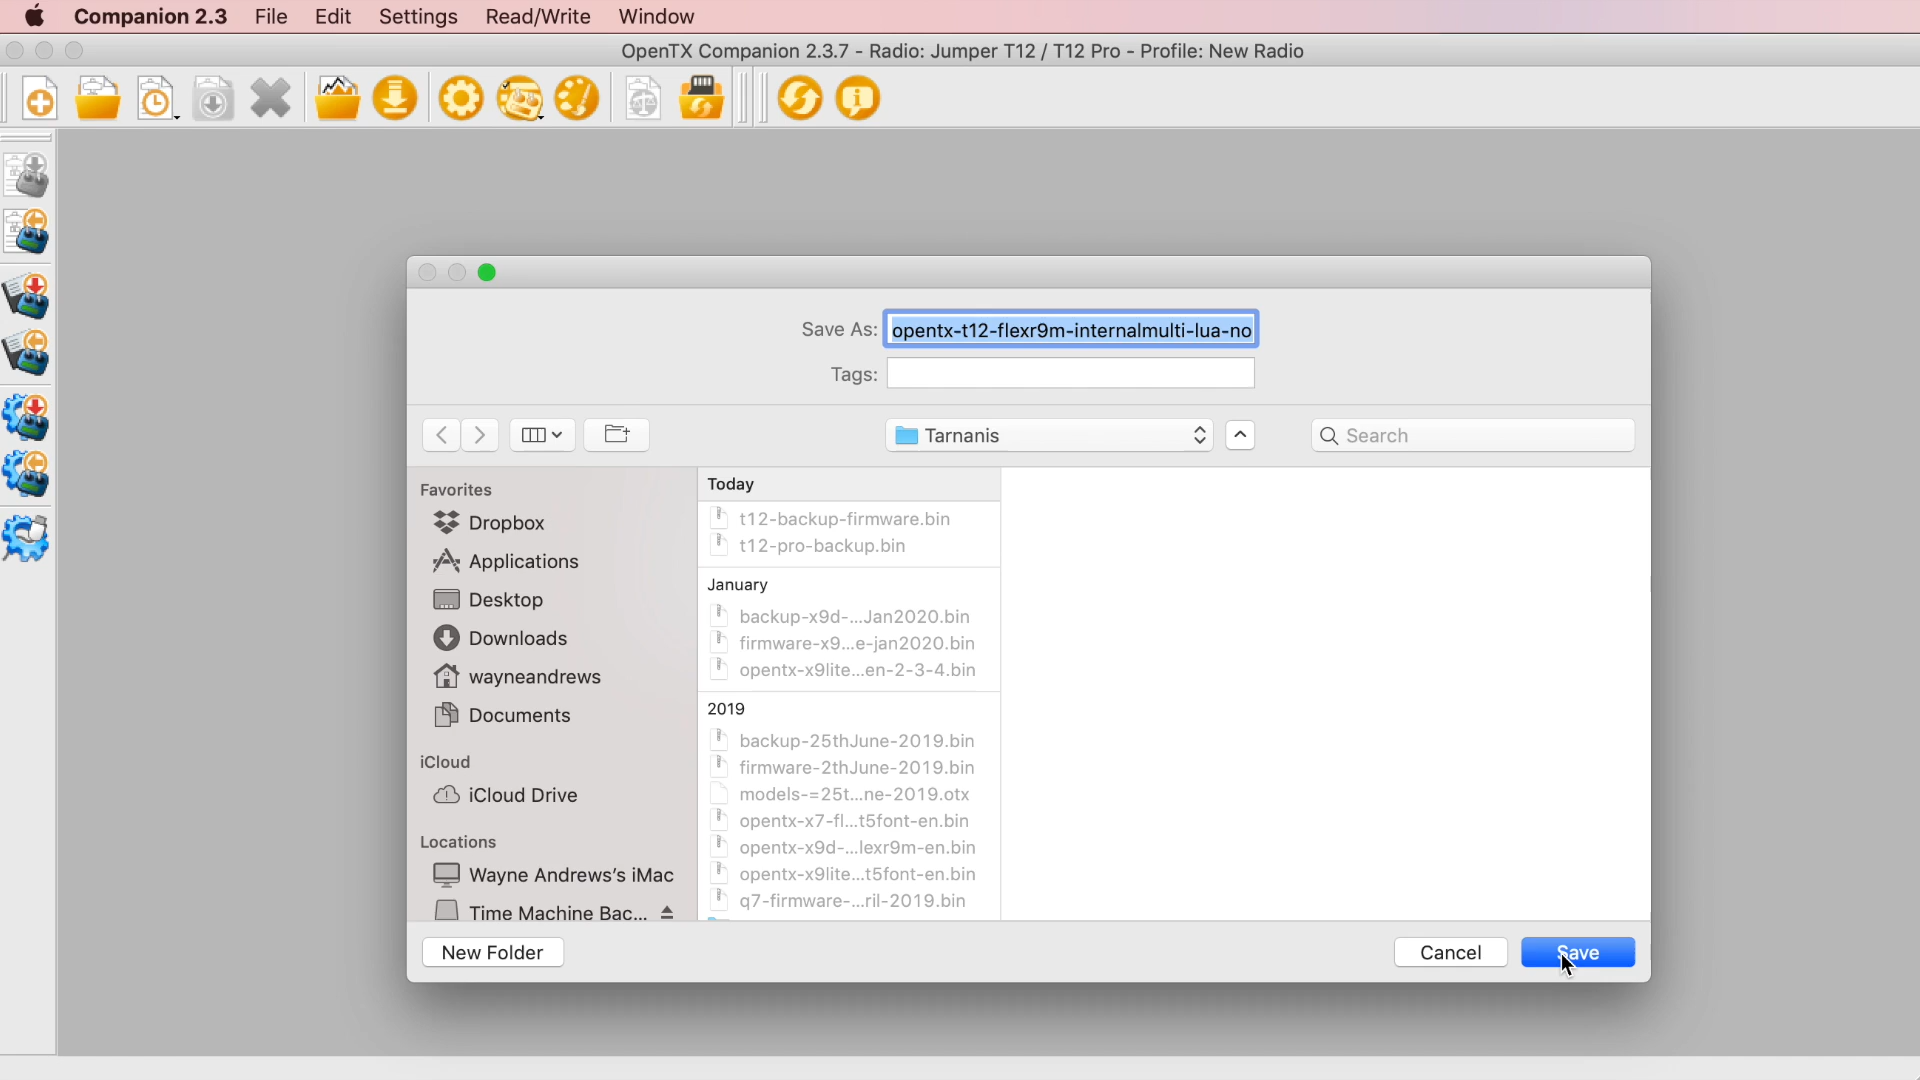 Companion 2.3 File Edit Settings Read/Write Window
OpenTX Companion 2.3.7 - Radio: Jumper T12 / T12 Pro - Profile: New Radio
Save As: opentx-t12-flexr9m-internalmulti-lua-no
Tags:
Tarnanis
Search
Favorites
Dropbox
Applications
Desktop
Downloads
wayneandrews
Documents
iCloud
iCloud Drive
Locations
Wayne Andrews's iMac
Time Machine Bac...
Today
t12-backup-firmware.bin
t12-pro-backup.bin
January
backup-x9d-...Jan2020.bin
firmware-x9...e-jan2020.bin
opentx-x9lite...en-2-3-4.bin
2019
backup-25thJune-2019.bin
firmware-2thJune-2019.bin
models-=25t...ne-2019.otx
opentx-x7-fl...t5font-en.bin
opentx-x9d-...lexr9m-en.bin
opentx-x9lite...t5font-en.bin
q7-firmware-...ril-2019.bin
New Folder
Cancel
Save